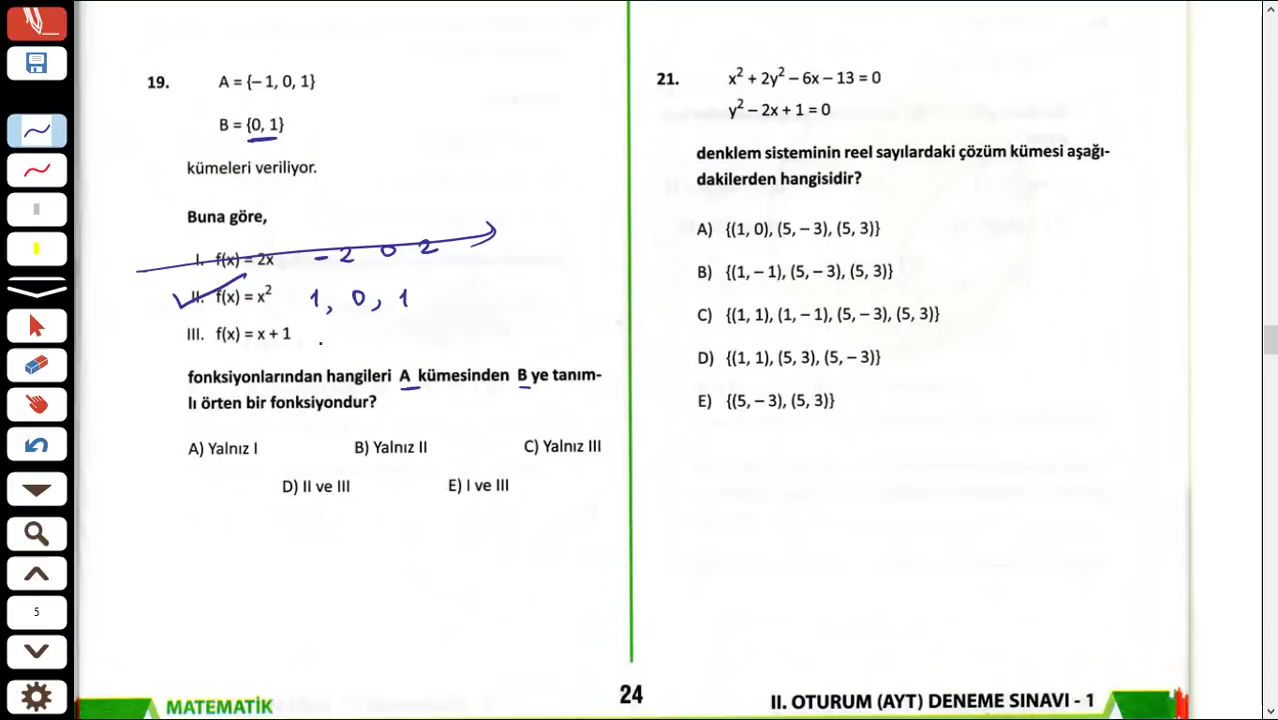 19. A = {– 1, 0, 1}
B = {0, 1}
kümeleri veriliyor.
Buna göre,
I. f(x) = 2x – 2 0 2
II. f(x) = x² 1, 0, 1
III. f(x) = x + 1
fonksiyonlarından hangileri A kümesinden B ye tanım-
lı örten bir fonksiyondur?
A) Yalnız I B) Yalnız II C) Yalnız III
D) II ve III E) I ve III
21. x² + 2y² – 6x – 13 = 0
y² – 2x + 1 = 0
denklem sisteminin reel sayılardaki çözüm kümesi aşağı-
dakilerden hangisidir?
A) {(1, 0), (5, – 3), (5, 3)}
B) {(1, – 1), (5, – 3), (5, 3)}
C) {(1, 1), (1, – 1), (5, – 3), (5, 3)}
D) {(1, 1), (5, 3), (5, – 3)}
E) {(5, – 3), (5, 3)}
5
MATEMATİK
24
II. OTURUM (AYT) DENEME SINAVI - 1